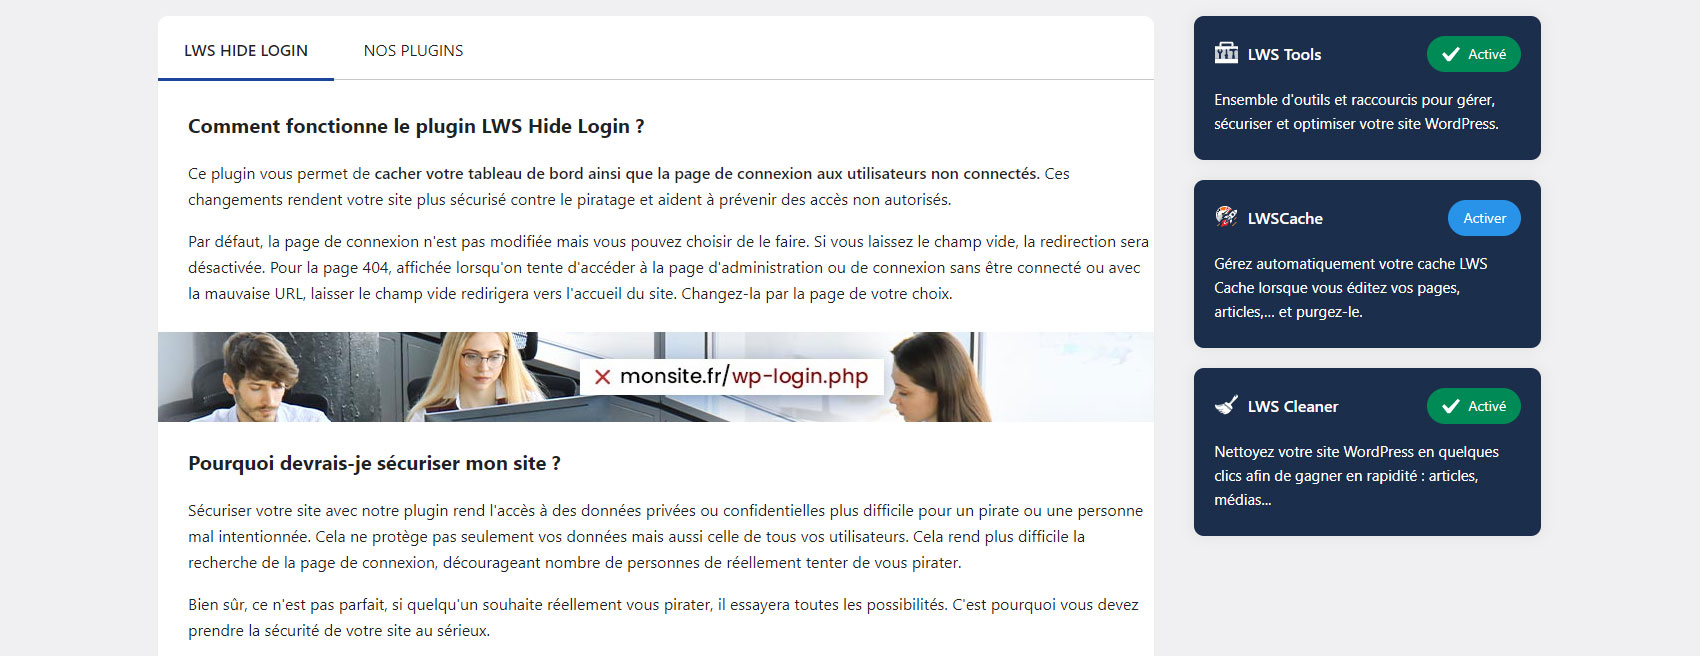 LWS HIDE LOGIN
NOS PLUGINS
Comment fonctionne le plugin LWS Hide Login ?
Ce plugin vous permet de cacher votre tableau de bord ainsi que la page de connexion aux utilisateurs non connectés. Ces
changements rendent votre site plus sécurisé contre le piratage et aident à prévenir des accès non autorisés.
Par défaut, la page de connexion n'est pas modifiée mais vous pouvez choisir de le faire. Si vous laissez le champ vide, la redirection sera
désactivée. Pour la page 404, affichée lorsqu'on tente d'accéder à la page d'administration ou de connexion sans être connecté ou avec
la mauvaise URL, laisser le champ vide redirigera vers l'accueil du site. Changez-la par la page de votre choix.
monsite.fr/wp-login.php
Pourquoi devrais-je sécuriser mon site ?
Sécuriser votre site avec notre plugin rend l'accès à des données privées ou confidentielles plus difficile pour un pirate ou une personne
mal intentionnée. Cela ne protège pas seulement vos données mais aussi celle de tous vos utilisateurs. Cela rend plus difficile la
recherche de la page de connexion, décourageant nombre de personnes de réellement tenter de vous pirater.
Bien sûr, ce n'est pas parfait, si quelqu'un souhaite réellement vous pirater, il essayera toutes les possibilités. C'est pourquoi vous devez
prendre la sécurité de votre site au sérieux.
LWS Tools
Activé
Ensemble d'outils et raccourcis pour gérer,
sécuriser et optimiser votre site WordPress.
LWSCache
Activer
Gérez automatiquement votre cache LWS
Cache lorsque vous éditez vos pages,
articles,... et purgez-le.
LWS Cleaner
Activé
Nettoyez votre site WordPress en quelques
clics afin de gagner en rapidité : articles,
médias...